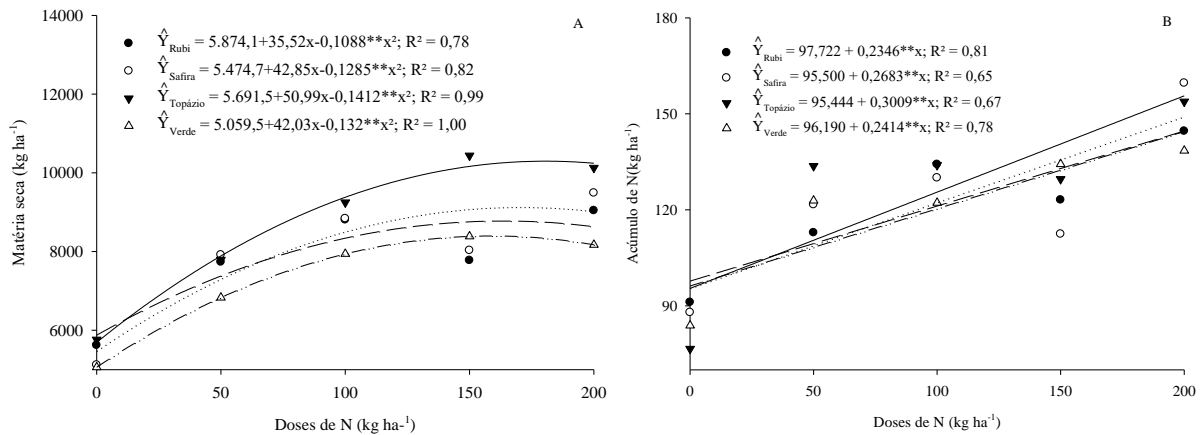 A
14000
12000
10000
8000
6000
Matéria seca (kg ha⁻¹)
Ŷ Rubi = 5.874,1+35,52x-0,1088**x²; R² = 0,78
Ŷ Safira = 5.474,7+42,85x-0,1285**x²; R² = 0,82
Ŷ Topázio = 5.691,5+50,99x-0,1412**x²; R² = 0,99
Ŷ Verde = 5.059,5+42,03x-0,132**x²; R² = 1,00
0 50 100 150 200
Doses de N (kg ha-¹)
B
180
150
120
90
Acúmulo de N(kg ha⁻¹)
Ŷ Rubi = 97,722 + 0,2346**x; R² = 0,81
Ŷ Safira = 95,500 + 0,2683**x; R² = 0,65
Ŷ Topázio = 95,444 + 0,3009**x; R² = 0,67
Ŷ Verde = 96,190 + 0,2414**x; R² = 0,78
0 50 100 150 200
Doses de N (kg ha⁻¹)